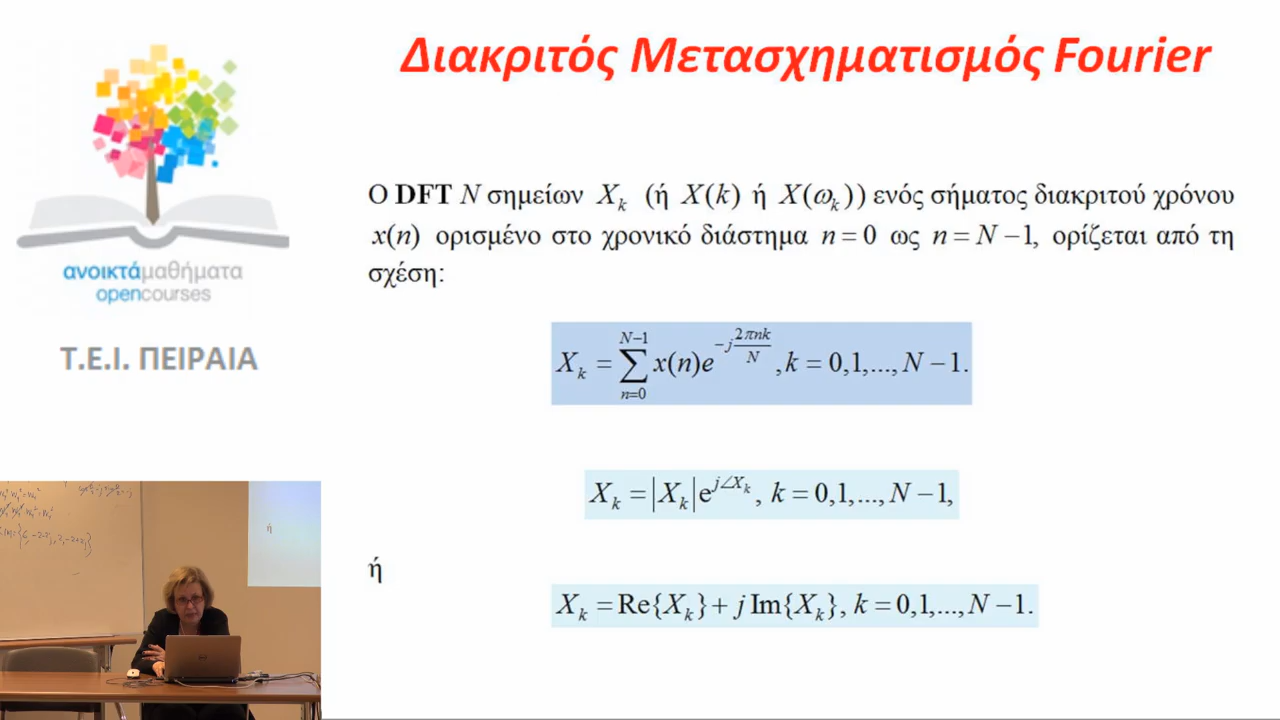 Διακριτός Μετασχηματισμός Fourier
ανοικτάμαθήματα
opencourses
Τ.Ε.Ι. ΠΕΙΡΑΙΑ
Ο DFT N σημείων X_k (ή X(k) ή X(ω_k)) ενός σήματος διακριτού χρόνου
x(n) ορισμένο στο χρονικό διάστημα n = 0 ως n = N − 1, ορίζεται από τη
σχέση:
X_k = ∑_{n=0}^{N−1} x(n)e^{−j\frac{2πnk}{N}}, k = 0,1,..., N − 1.
X_k = |X_k| e^{j∠X_k}, k = 0,1,..., N − 1,
ή
X_k = Re{X_k} + j Im{X_k}, k = 0,1,..., N − 1.
ή